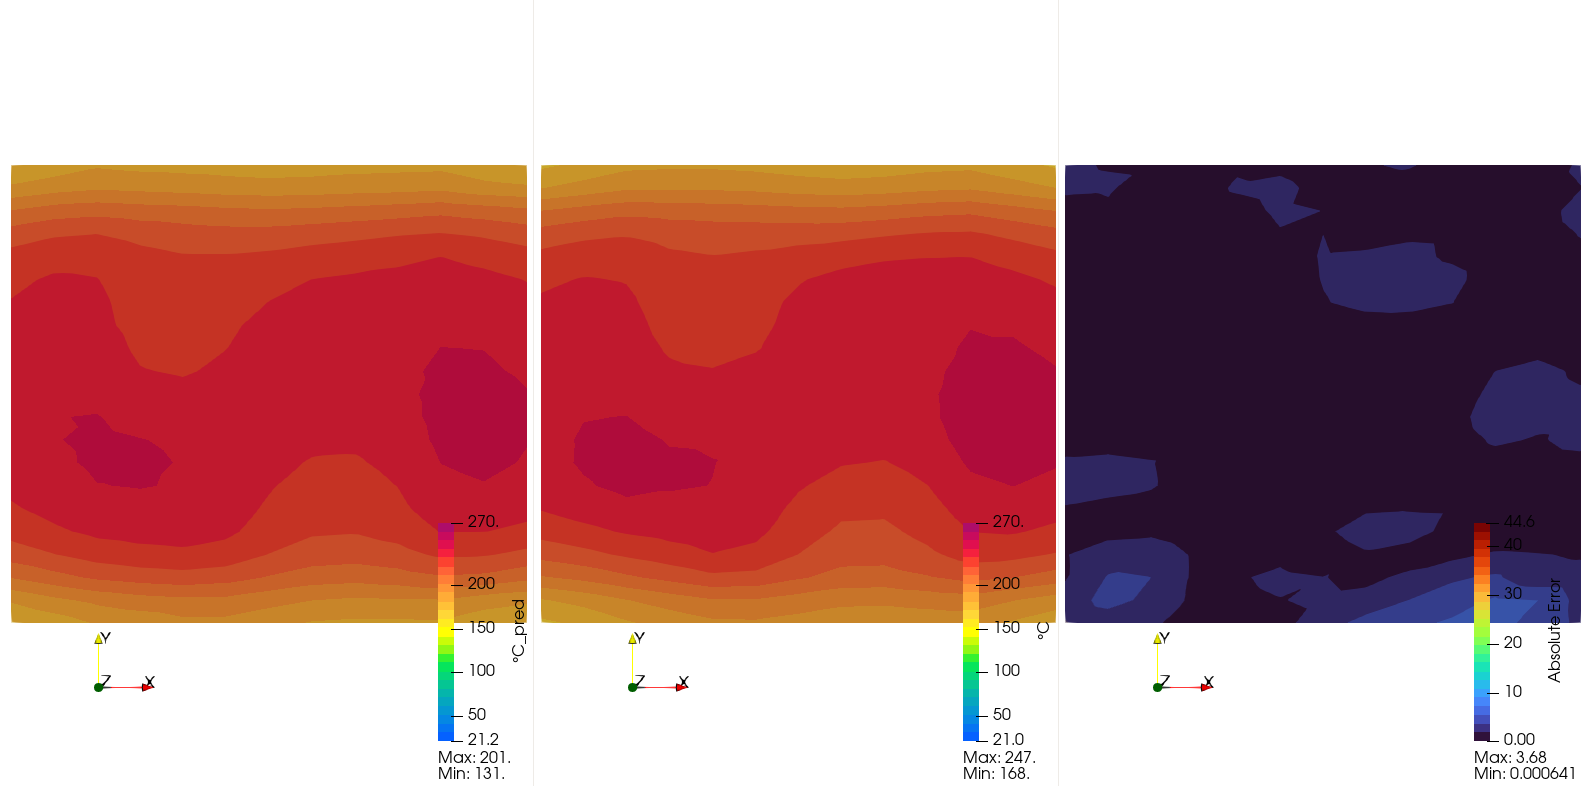 270.
200
150
100
50
21.2
°C_pred
Max: 201.
Min: 131.
Y
Z
X
270.
200
150
100
50
21.0
°C
Max: 247.
Min: 168.
Y
Z
X
44.6
40
30
20
10
0.00
Absolute Error
Max: 3.68
Min: 0.000641
Y
Z
X